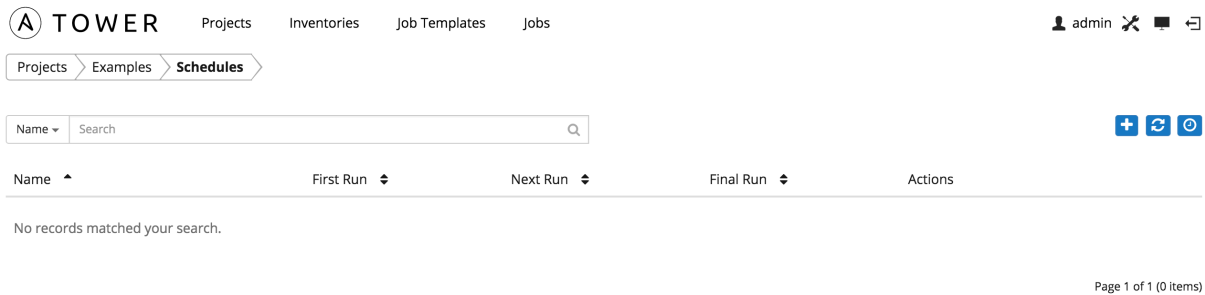 TOWER Projects Inventories Job Templates Jobs admin
Projects Examples Schedules
Name Search
Name First Run Next Run Final Run Actions
No records matched your search.
Page 1 of 1 (0 items)